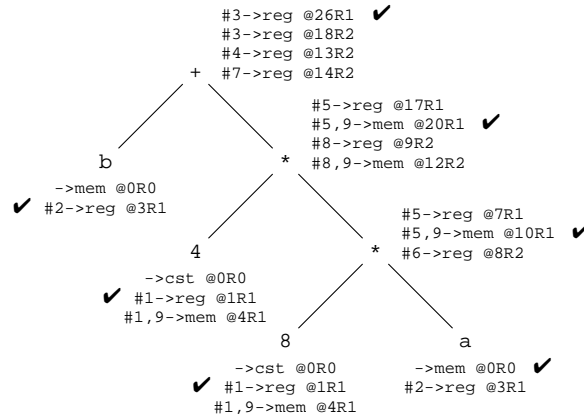 #3->reg @26R1 ✔
#3->reg @18R2
#4->reg @13R2
#7->reg @14R2
+
#5->reg @17R1
#5,9->mem @20R1 ✔
#8->reg @9R2
#8,9->mem @12R2
b
*
->mem @0R0
✔ #2->reg @3R1
#5->reg @7R1
#5,9->mem @10R1 ✔
#6->reg @8R2
4
*
->cst @0R0
✔ #1->reg @1R1
#1,9->mem @4R1
8
a
->cst @0R0
✔ #1->reg @1R1
#1,9->mem @4R1
->mem @0R0 ✔
#2->reg @3R1